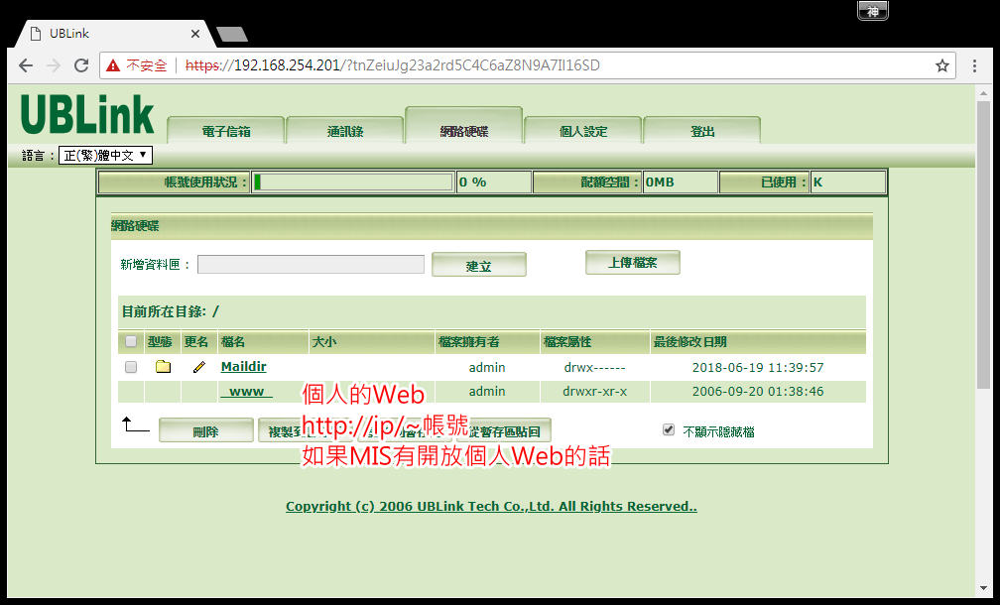 神
UBLink
不安全 | https://192.168.254.201/?tnZeiuJg23a2rd5C4C6aZ8N9A7Il16SD
UBLink
電子信箱 通訊錄 網路硬碟 個人設定 登出
語言： 正(繁)體中文
帳號使用狀況： 0 % 配額空間： 0MB 已使用： K
網路硬碟
新增資料匣： 建立 上傳檔案
目前所在目錄: /
型態 更名 檔名 大小 檔案擁有者 檔案屬性 最後修改日期
Maildir admin drwx------ 2018-06-19 11:39:57
_www_ admin drwxr-xr-x 2006-09-20 01:38:46
個人的Web
http://ip/~帳號
如果MIS有開放個人Web的話
刪除 複製到 從暫存區貼回 不顯示隱藏檔
Copyright (c) 2006 UBLink Tech Co.,Ltd. All Rights Reserved..